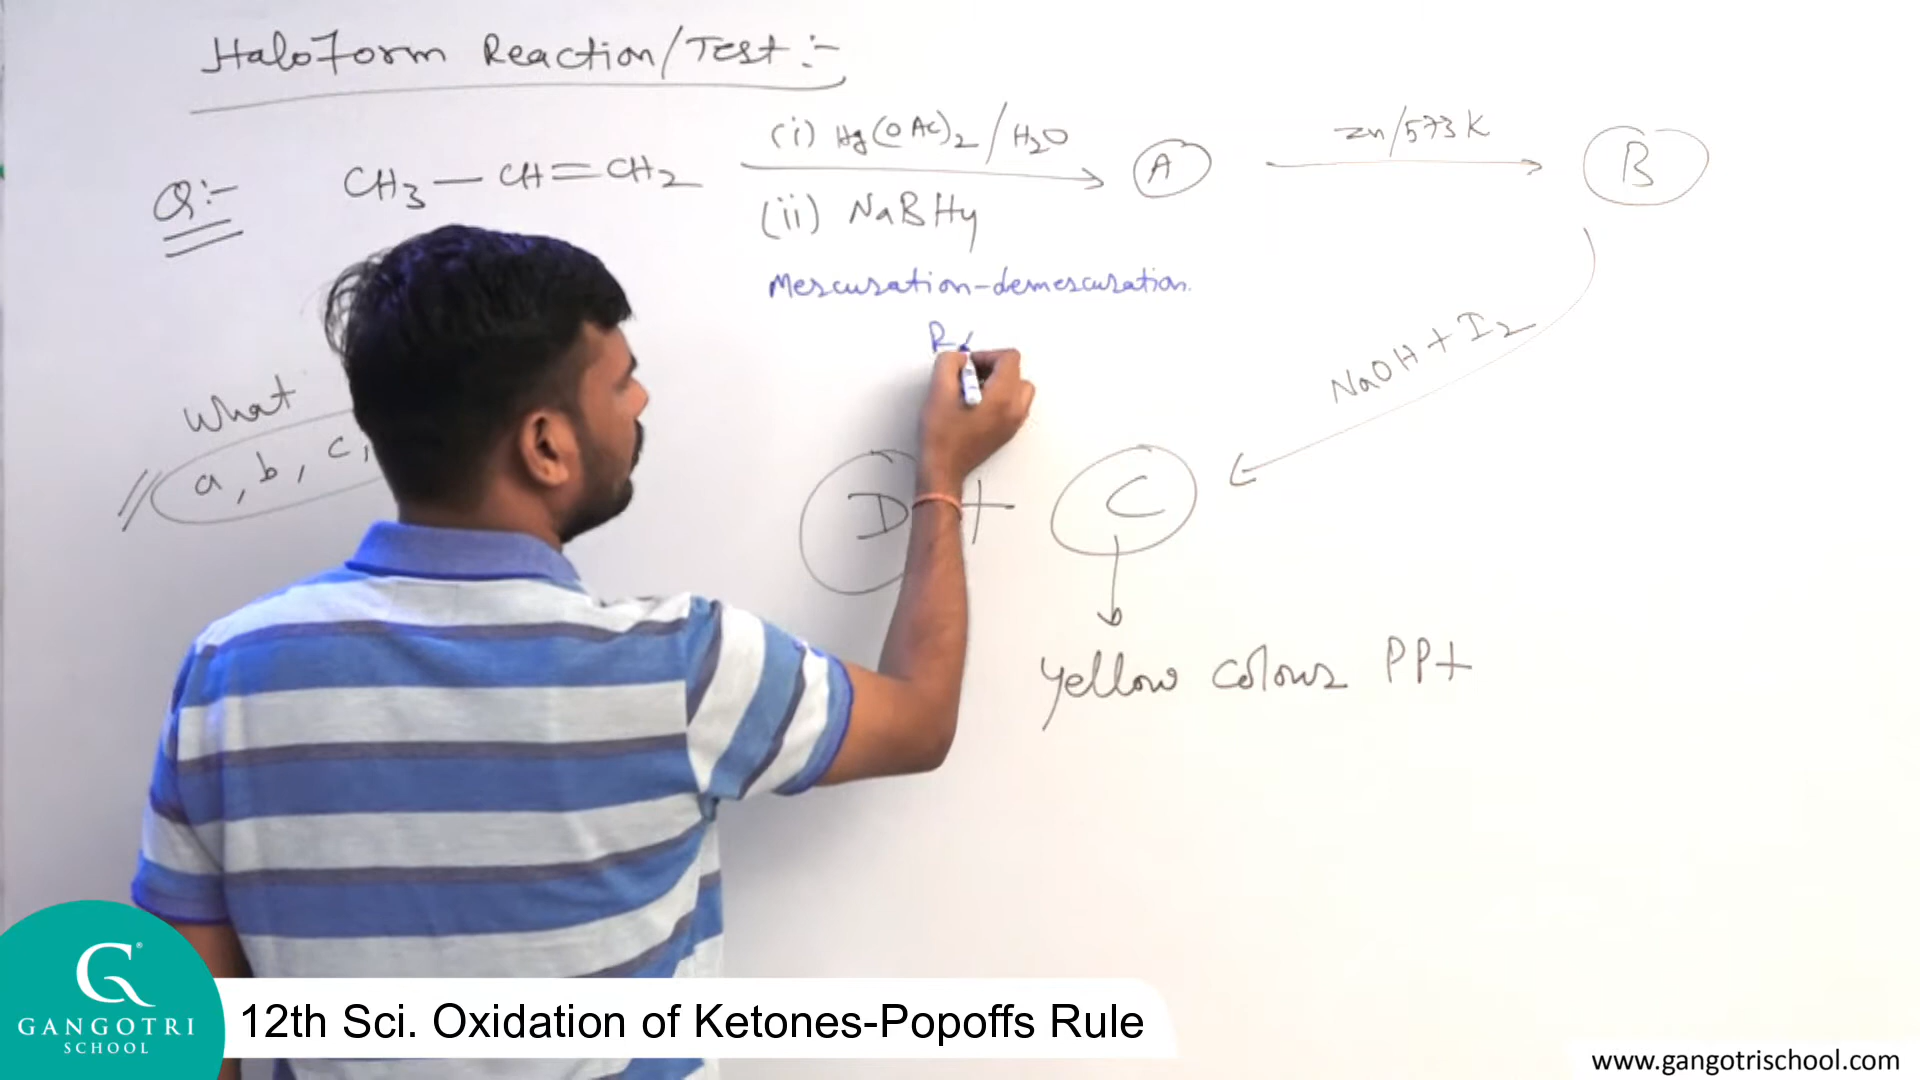 Haloform Reaction/Test :-
Q:- CH3 — CH=CH2
(i) Hg(OAc)2/H2O
(ii) NaBH4
A
Zn/573 K
B
Mercuration-demercuration.
NaOH + I2
What
a, b, c,
D + C
Yellow colour PPt
G
GANGOTRI
SCHOOL
12th Sci. Oxidation of Ketones-Popoffs Rule
www.gangotrischool.com